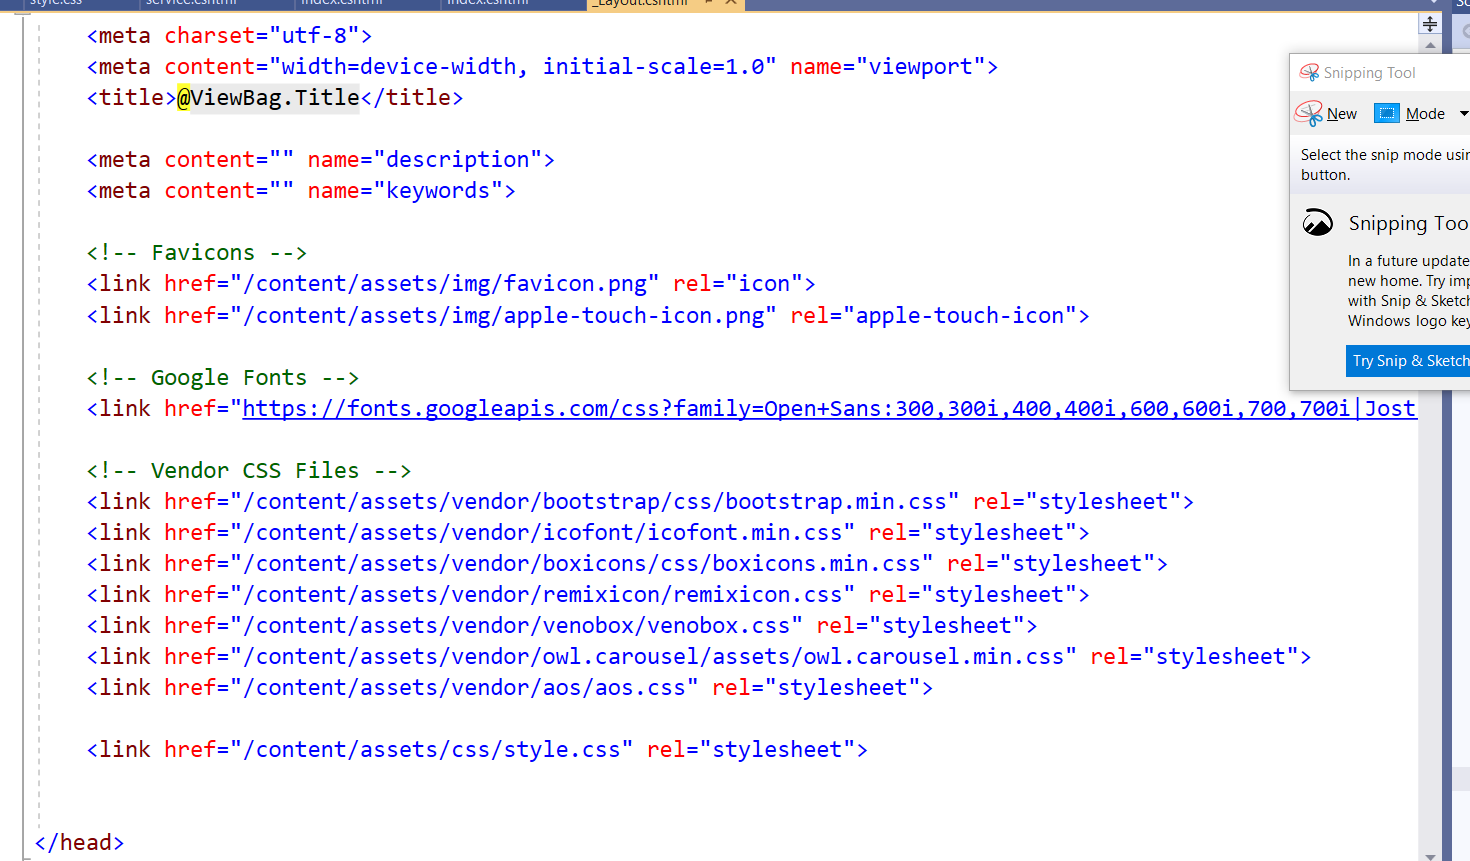 style.css service.cshtml index.cshtml index.cshtml _Layout.cshtml
<meta charset="utf-8">
<meta content="width=device-width, initial-scale=1.0" name="viewport">
<title>@ViewBag.Title</title>
<meta content="" name="description">
<meta content="" name="keywords">
<!-- Favicons -->
<link href="/content/assets/img/favicon.png" rel="icon">
<link href="/content/assets/img/apple-touch-icon.png" rel="apple-touch-icon">
<!-- Google Fonts -->
<link href="https://fonts.googleapis.com/css?family=Open+Sans:300,300i,400,400i,600,600i,700,700i|Jost
<!-- Vendor CSS Files -->
<link href="/content/assets/vendor/bootstrap/css/bootstrap.min.css" rel="stylesheet">
<link href="/content/assets/vendor/icofont/icofont.min.css" rel="stylesheet">
<link href="/content/assets/vendor/boxicons/css/boxicons.min.css" rel="stylesheet">
<link href="/content/assets/vendor/remixicon/remixicon.css" rel="stylesheet">
<link href="/content/assets/vendor/venobox/venobox.css" rel="stylesheet">
<link href="/content/assets/vendor/owl.carousel/assets/owl.carousel.min.css" rel="stylesheet">
<link href="/content/assets/vendor/aos/aos.css" rel="stylesheet">
<link href="/content/assets/css/style.css" rel="stylesheet">
</head>
Snipping Tool
New Mode
Select the snip mode usin
button.
Snipping Too
In a future update
new home. Try imp
with Snip & Sketch
Windows logo key
Try Snip & Sketch